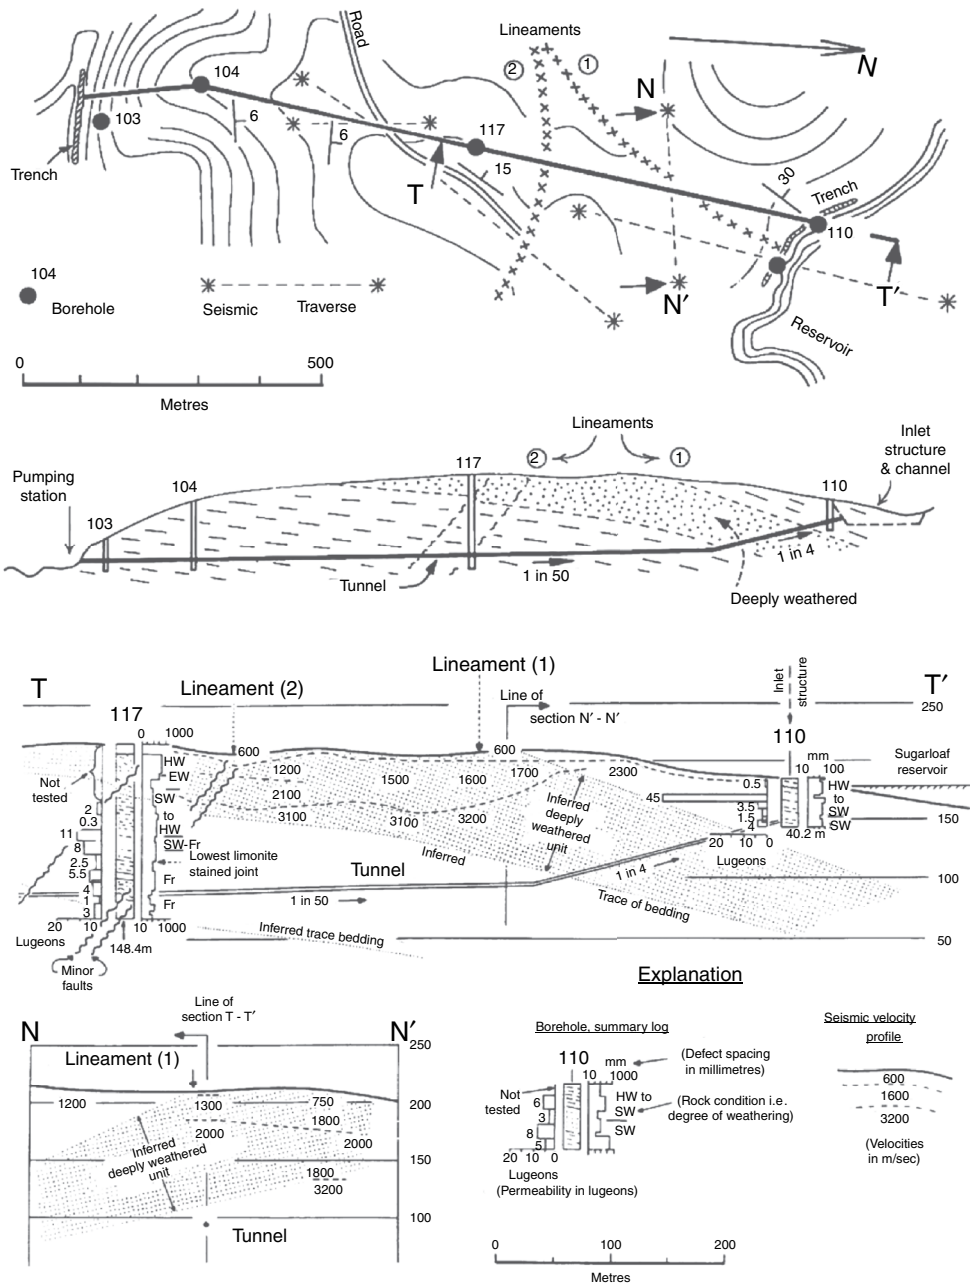 Road
Lineaments
2
1
N
N
104
103
6
6
117
15
T
30
Trench
Trench
110
T′
N′
Reservoir
104
Borehole
Seismic Traverse
0 500
Metres
Lineaments
2
1
Inlet
structure
& channel
Pumping
station
103
104
117
110
Tunnel
1 in 50
1 in 4
Deeply weathered
T
T′
Lineament (2)
Lineament (1)
Line of
section N′ - N′
Inlet
structure
250
117
0 1000
110
mm
10 100
Sugarloaf
reservoir
Not
tested
HW
EW
SW
to
HW
SW-Fr
Lowest limonite
stained joint
Fr
Fr
2
0.3
11
8
2.5
5.5
4
1
3
20 10
10 1000
Lugeons
148.4m
Minor
faults
600
1200
2100
3100
1500
3100
1600
3200
600
1700
2300
Inferred
deeply
weathered
unit
Inferred
Tunnel
1 in 50
1 in 4
Trace of bedding
Inferred trace bedding
0.5
45
3.5
1.5
4
20 10 0
Lugeons
HW
to
SW
SW
40.2 m
150
100
50
Explanation
N
N′
Line of
section T - T′
Lineament (1)
250
200
150
100
1200
1300
750
1800
2000
2000
1800
3200
Inferred
deeply weathered
unit
Tunnel
Borehole, summary log
110
mm
10 1000
(Defect spacing
in millimetres)
Not
tested
6
3
8
5
HW to
SW
SW
(Rock condition i.e.
degree of weathering)
20 10 0
Lugeons
(Permeability in lugeons)
Seismic velocity
profile
600
1600
3200
(Velocities
in m/sec)
0 100 200
Metres